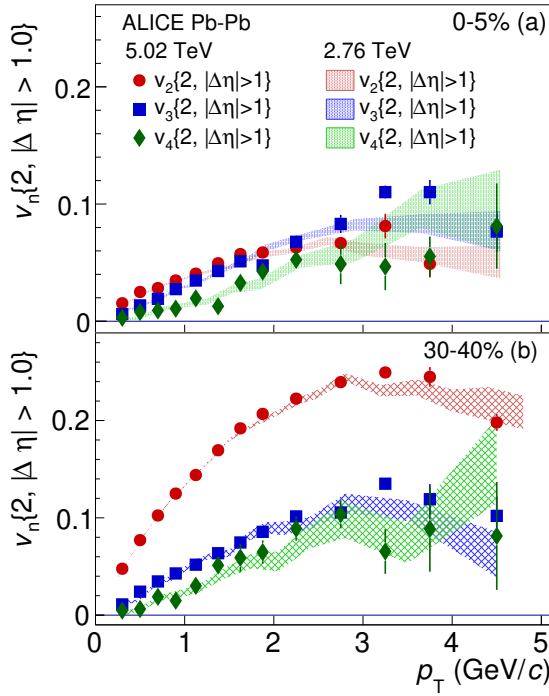 ALICE Pb-Pb
0-5% (a)
5.02 TeV 2.76 TeV
v₂{2, |Δη|>1} v₂{2, |Δη|>1}
v₃{2, |Δη|>1} v₃{2, |Δη|>1}
v₄{2, |Δη|>1} v₄{2, |Δη|>1}
vₙ{2, |Δ η| > 1.0}
0.2
0.1
0
30-40% (b)
vₙ{2, |Δ η| > 1.0}
0.2
0.1
0
0 1 2 3 4 5
p_T (GeV/c)